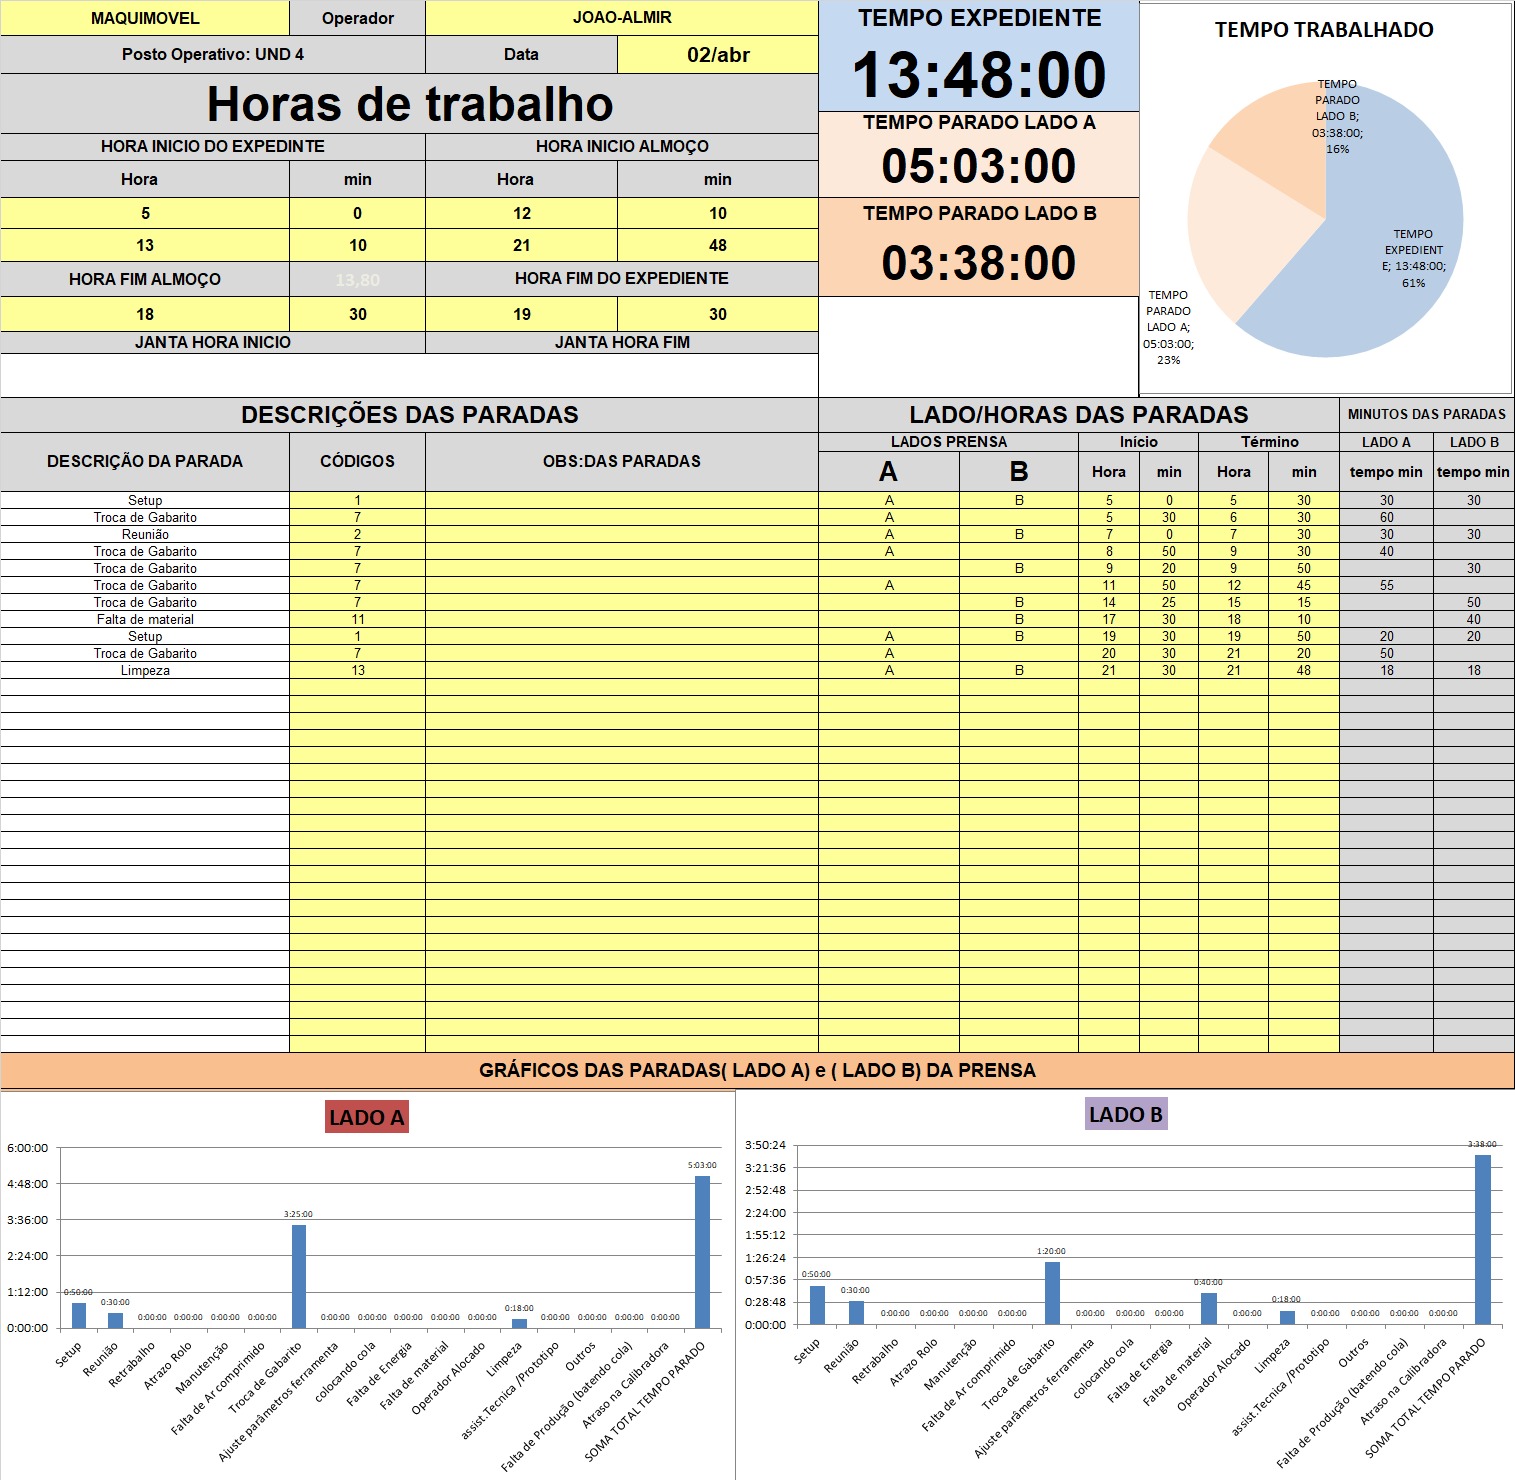 MAQUIMOVEL Operador JOAO-ALMIR
Posto Operativo: UND 4 Data 02/abr
Horas de trabalho
HORA INICIO DO EXPEDINTE HORA INICIO ALMOÇO
Hora min Hora min
5 0 12 10
13 10 21 48
HORA FIM ALMOÇO 13,80 HORA FIM DO EXPEDIENTE
18 30 19 30
JANTA HORA INICIO JANTA HORA FIM
TEMPO EXPEDIENTE
13:48:00
TEMPO PARADO LADO A
05:03:00
TEMPO PARADO LADO B
03:38:00
TEMPO TRABALHADO
TEMPO
PARADO
LADO B;
03:38:00;
16%
TEMPO
EXPEDIENT
E; 13:48:00;
61%
TEMPO
PARADO
LADO A;
05:03:00;
23%
DESCRIÇÕES DAS PARADAS LADO/HORAS DAS PARADAS MINUTOS DAS PARADAS
LADOS PRENSA Início Término LADO A LADO B
DESCRIÇÃO DA PARADA CÓDIGOS OBS:DAS PARADAS A B Hora min Hora min tempo min tempo min
Setup 1 A B 5 0 5 30 30 30
Troca de Gabarito 7 A 5 30 6 30 60
Reunião 2 A B 7 0 7 30 30 30
Troca de Gabarito 7 A 8 50 9 30 40
Troca de Gabarito 7 B 9 20 9 50 30
Troca de Gabarito 7 A 11 50 12 45 55
Troca de Gabarito 7 B 14 25 15 15 50
Falta de material 11 B 17 30 18 10 40
Setup 1 A B 19 30 19 50 20 20
Troca de Gabarito 7 A 20 30 21 20 50
Limpeza 13 A B 21 30 21 48 18 18
GRÁFICOS DAS PARADAS( LADO A) e ( LADO B) DA PRENSA
LADO A
6:00:00
4:48:00
3:36:00
2:24:00
1:12:00
0:00:00
0:50:00 0:30:00 0:00:00 0:00:00 0:00:00 0:00:00 3:25:00 0:00:00 0:00:00 0:00:00 0:00:00 0:00:00 0:18:00 0:00:00 0:00:00 0:00:00 0:00:00 5:03:00
Setup
Reunião
Retrabalho
Atrazo Rolo
Manutenção
Falta de Ar comprimido
Troca de Gabarito
Ajuste parâmetros ferramenta
colocando cola
Falta de Energia
Falta de material
Operador Alocado
Limpeza
assist.Tecnica /Prototipo
Outros
Falta de Produção (batendo cola)
Atraso na Calibradora
SOMA TOTAL TEMPO PARADO
LADO B
3:50:24
3:21:36
2:52:48
2:24:00
1:55:12
1:26:24
0:57:36
0:28:48
0:00:00
0:50:00 0:30:00 0:00:00 0:00:00 0:00:00 0:00:00 1:20:00 0:00:00 0:00:00 0:00:00 0:40:00 0:00:00 0:18:00 0:00:00 0:00:00 0:00:00 0:00:00 3:38:00
Setup
Reunião
Retrabalho
Atrazo Rolo
Manutenção
Falta de Ar comprimido
Troca de Gabarito
Ajuste parâmetros ferramenta
colocando cola
Falta de Energia
Falta de material
Operador Alocado
Limpeza
assist.Tecnica /Prototipo
Outros
Falta de Produção (batendo cola)
Atraso na Calibradora
SOMA TOTAL TEMPO PARADO